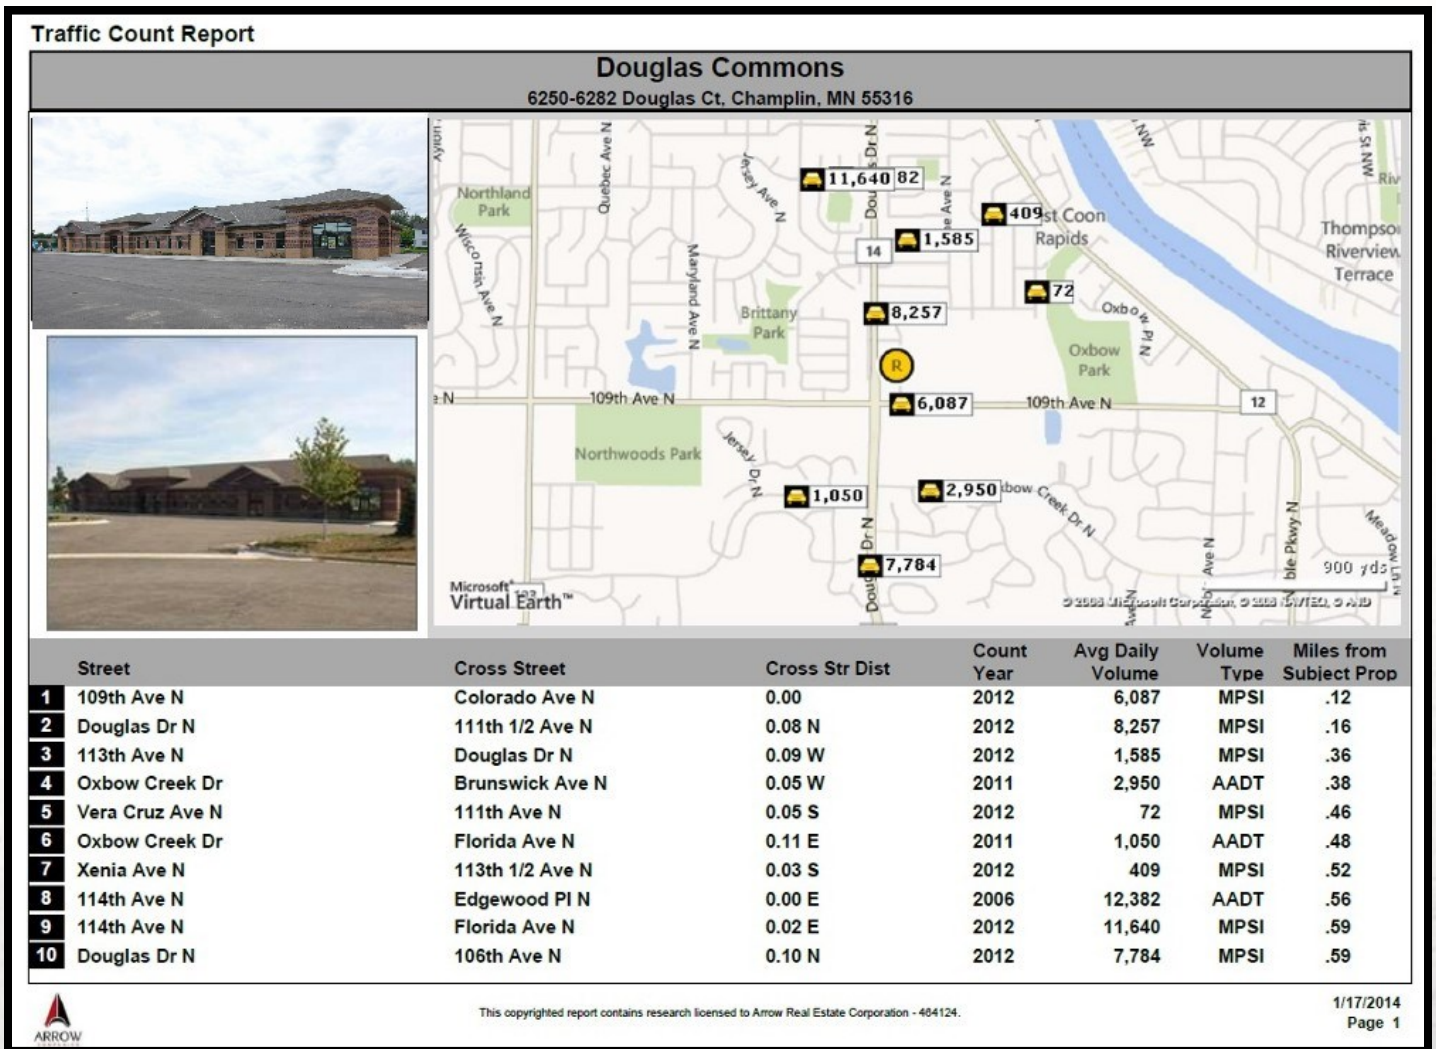 Traffic Count Report
Douglas Commons
6250-6282 Douglas Ct, Champlin, MN 55316
Quebec Ave N
Jersey Ave. N
11,640
82
Northland
Park
409
st Coon
Rapids
Thompso
Riverview
Terrace
14
1,585
Wisconsin Ave N
Maryland Ave N
72
Brittany
Park
8,257
Oxbow Pl N
Oxbow
Park
R
109th Ave N
6,087
109th Ave N
12
Northwoods Park
Jersey Dr N
1,050
2,950
bow Creek Dr N
Dr N
7,784
ble Pkwy N
900 yds
Microsoft®
Virtual Earth™
Street Cross Street Cross Str Dist Count Year Avg Daily Volume Volume Type Miles from Subject Prop
1 109th Ave N Colorado Ave N 0.00 2012 6,087 MPSI .12
2 Douglas Dr N 111th 1/2 Ave N 0.08 N 2012 8,257 MPSI .16
3 113th Ave N Douglas Dr N 0.09 W 2012 1,585 MPSI .36
4 Oxbow Creek Dr Brunswick Ave N 0.05 W 2011 2,950 AADT .38
5 Vera Cruz Ave N 111th Ave N 0.05 S 2012 72 MPSI .46
6 Oxbow Creek Dr Florida Ave N 0.11 E 2011 1,050 AADT .48
7 Xenia Ave N 113th 1/2 Ave N 0.03 S 2012 409 MPSI .52
8 114th Ave N Edgewood Pl N 0.00 E 2006 12,382 AADT .56
9 114th Ave N Florida Ave N 0.02 E 2012 11,640 MPSI .59
10 Douglas Dr N 106th Ave N 0.10 N 2012 7,784 MPSI .59
ARROW
This copyrighted report contains research licensed to Arrow Real Estate Corporation - 464124.
1/17/2014
Page 1